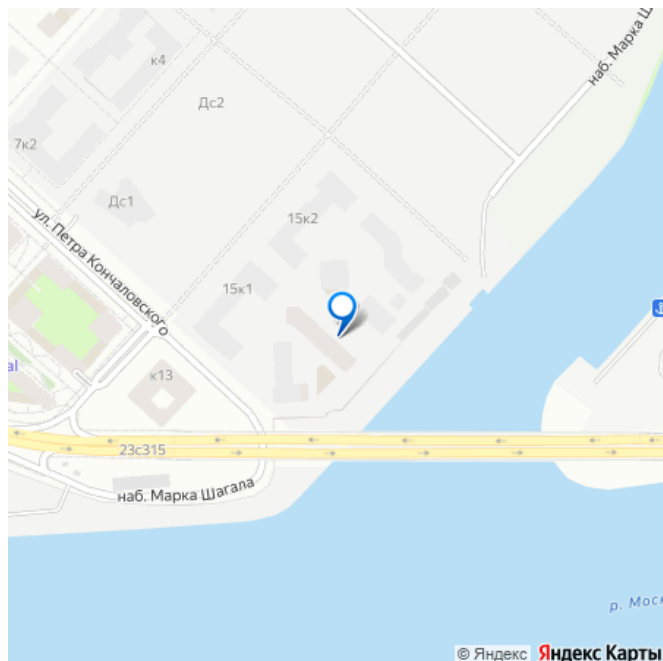 наб. Марка Ш
к4
Дс2
7к2
Дс1
15к2
ул. Петра Кончаловского
15к1
al
к13
23с315
наб. Марка Шагала
р. Моск
© Яндекс Яндекс Карты